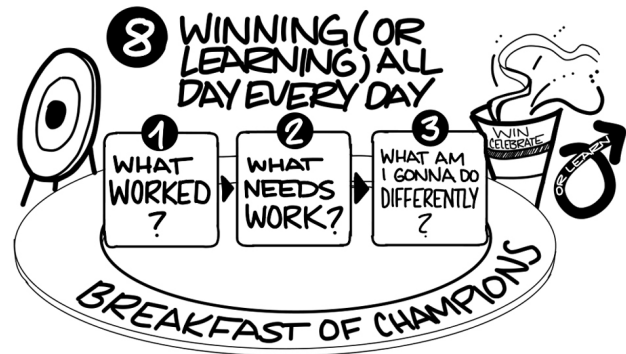 8
WINNING (OR
LEARNING) ALL
DAY EVERY DAY
1
WHAT
WORKED
?
2
WHAT
NEEDS
WORK?
3
WHAT AM
I GONNA DO
DIFFERENTLY
?
WIN
CELEBRATE
OR LEARN
BREAKFAST OF CHAMPIONS